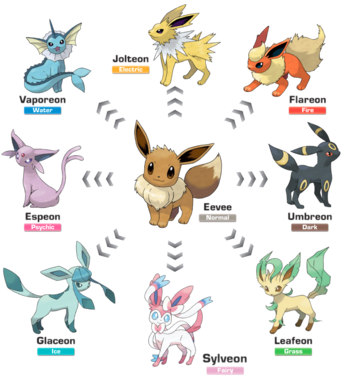 Jolteon
Electric
Vaporeon
Water
Flareon
Fire
Espeon
Psychic
Eevee
Normal
Umbreon
Dark
Glaceon
Ice
Sylveon
Fairy
Leafeon
Grass